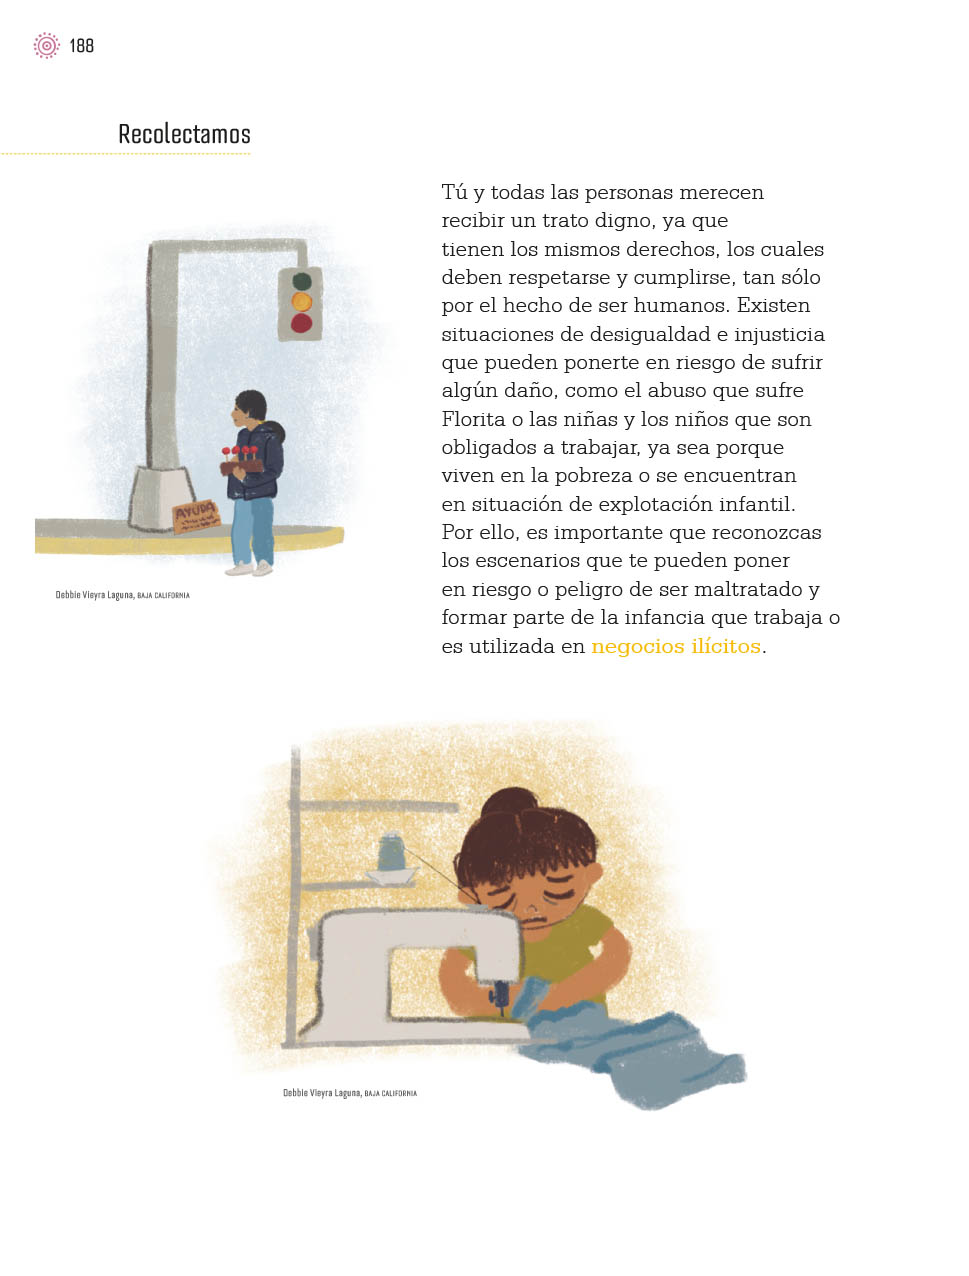 188
Recolectamos
Tú y todas las personas merecen
recibir un trato digno, ya que
tienen los mismos derechos, los cuales
deben respetarse y cumplirse, tan sólo
por el hecho de ser humanos. Existen
situaciones de desigualdad e injusticia
que pueden ponerte en riesgo de sufrir
algún daño, como el abuso que sufre
Florita o las niñas y los niños que son
obligados a trabajar, ya sea porque
viven en la pobreza o se encuentran
en situación de explotación infantil.
Por ello, es importante que reconozcas
los escenarios que te pueden poner
en riesgo o peligro de ser maltratado y
formar parte de la infancia que trabaja o
es utilizada en negocios ilícitos.
AYUDA
Debbie Vieyra Laguna, BAJA CALIFORNIA
Debbie Vieyra Laguna, BAJA CALIFORNIA